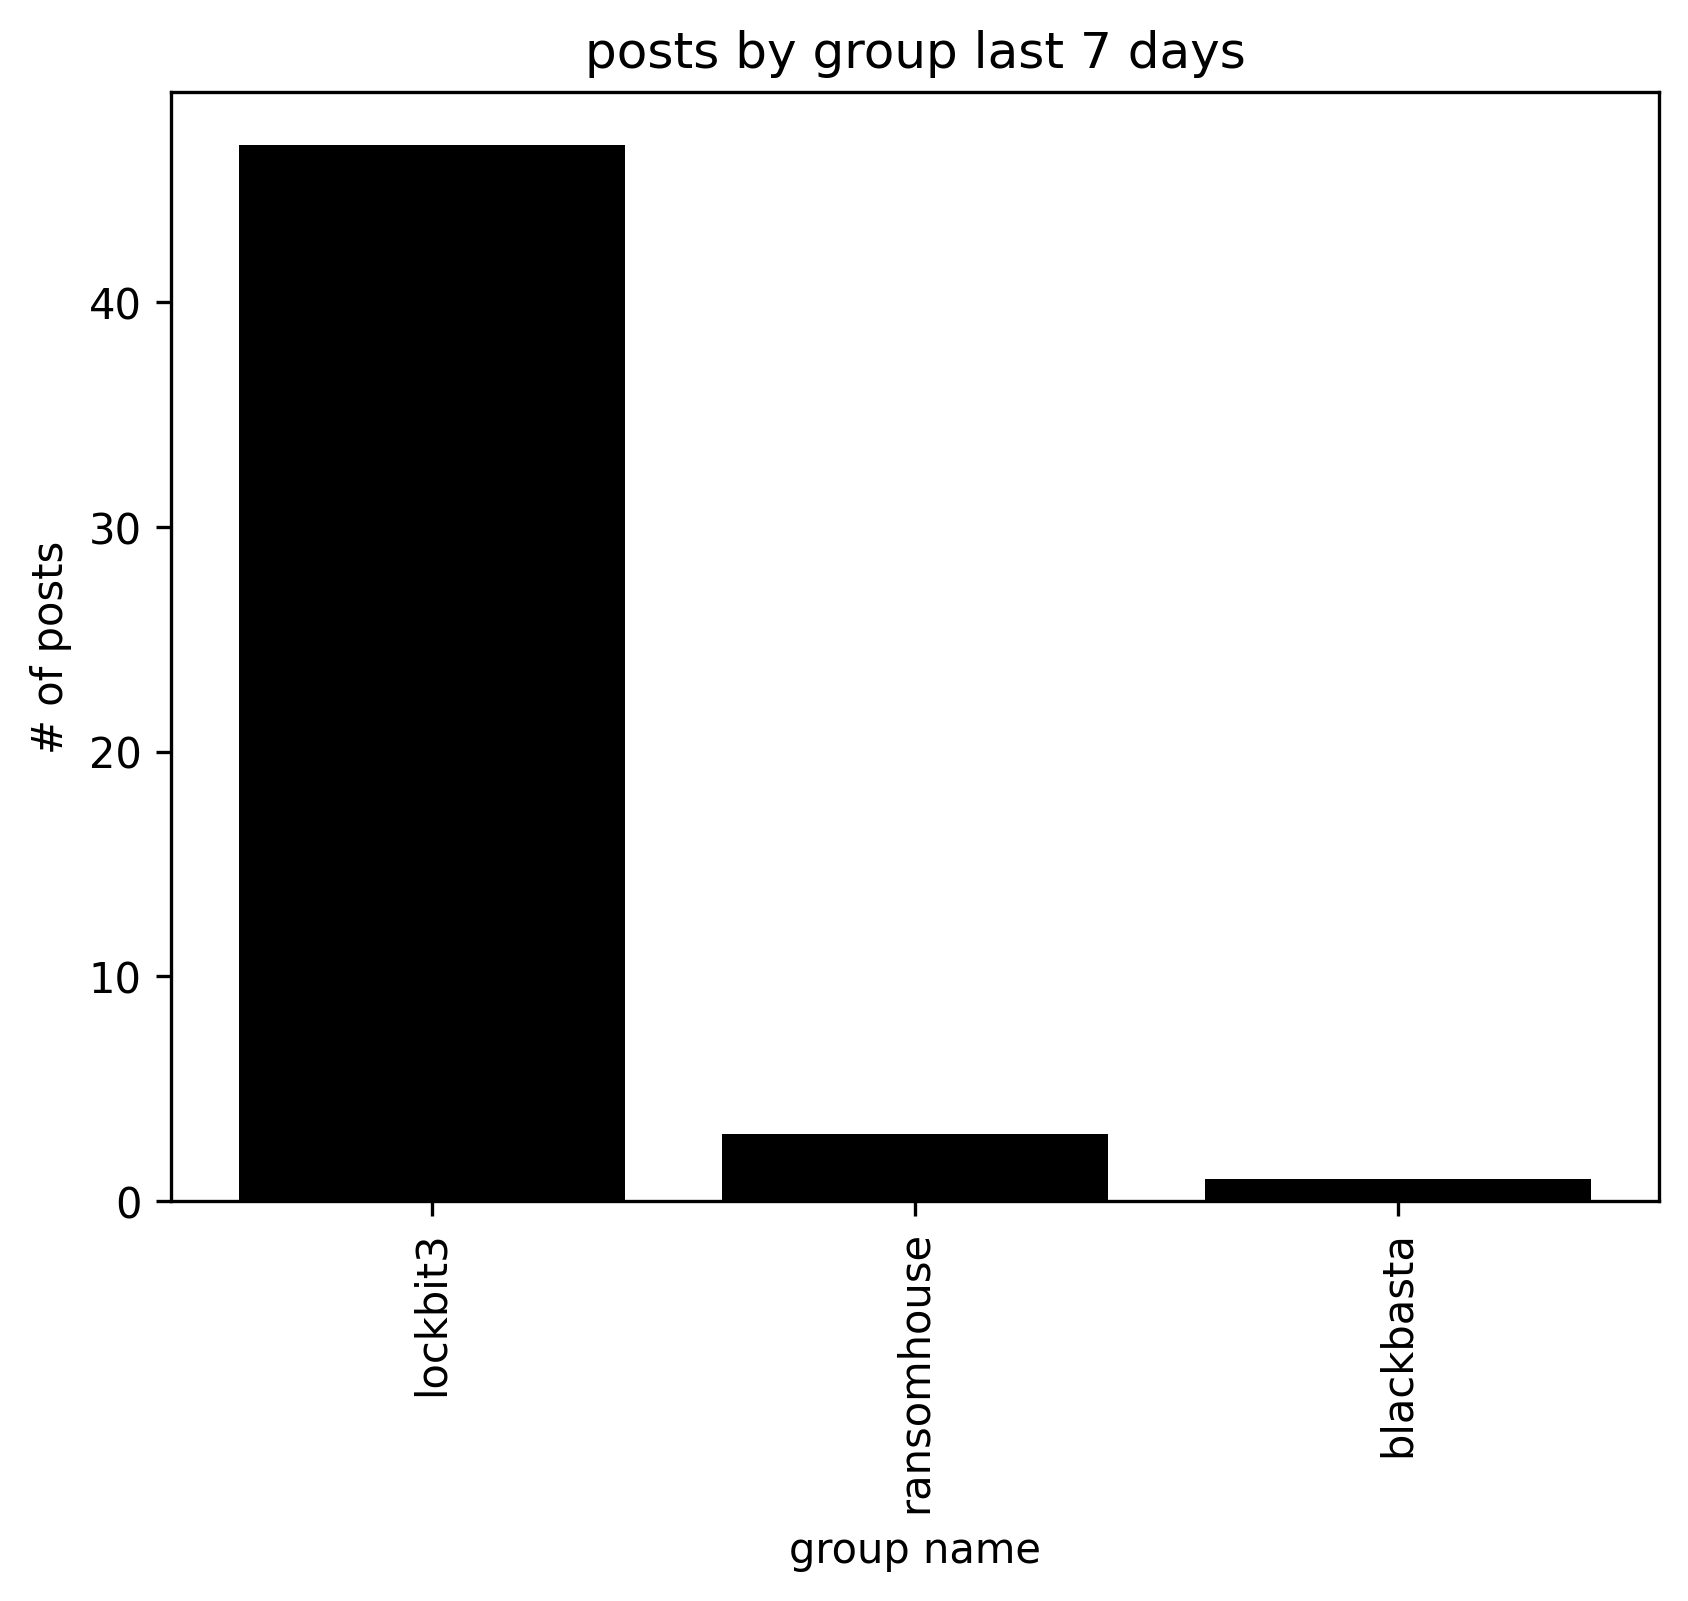 posts by group last 7 days
# of posts
40
30
20
10
0
lockbit3
ransomhouse
blackbasta
group name